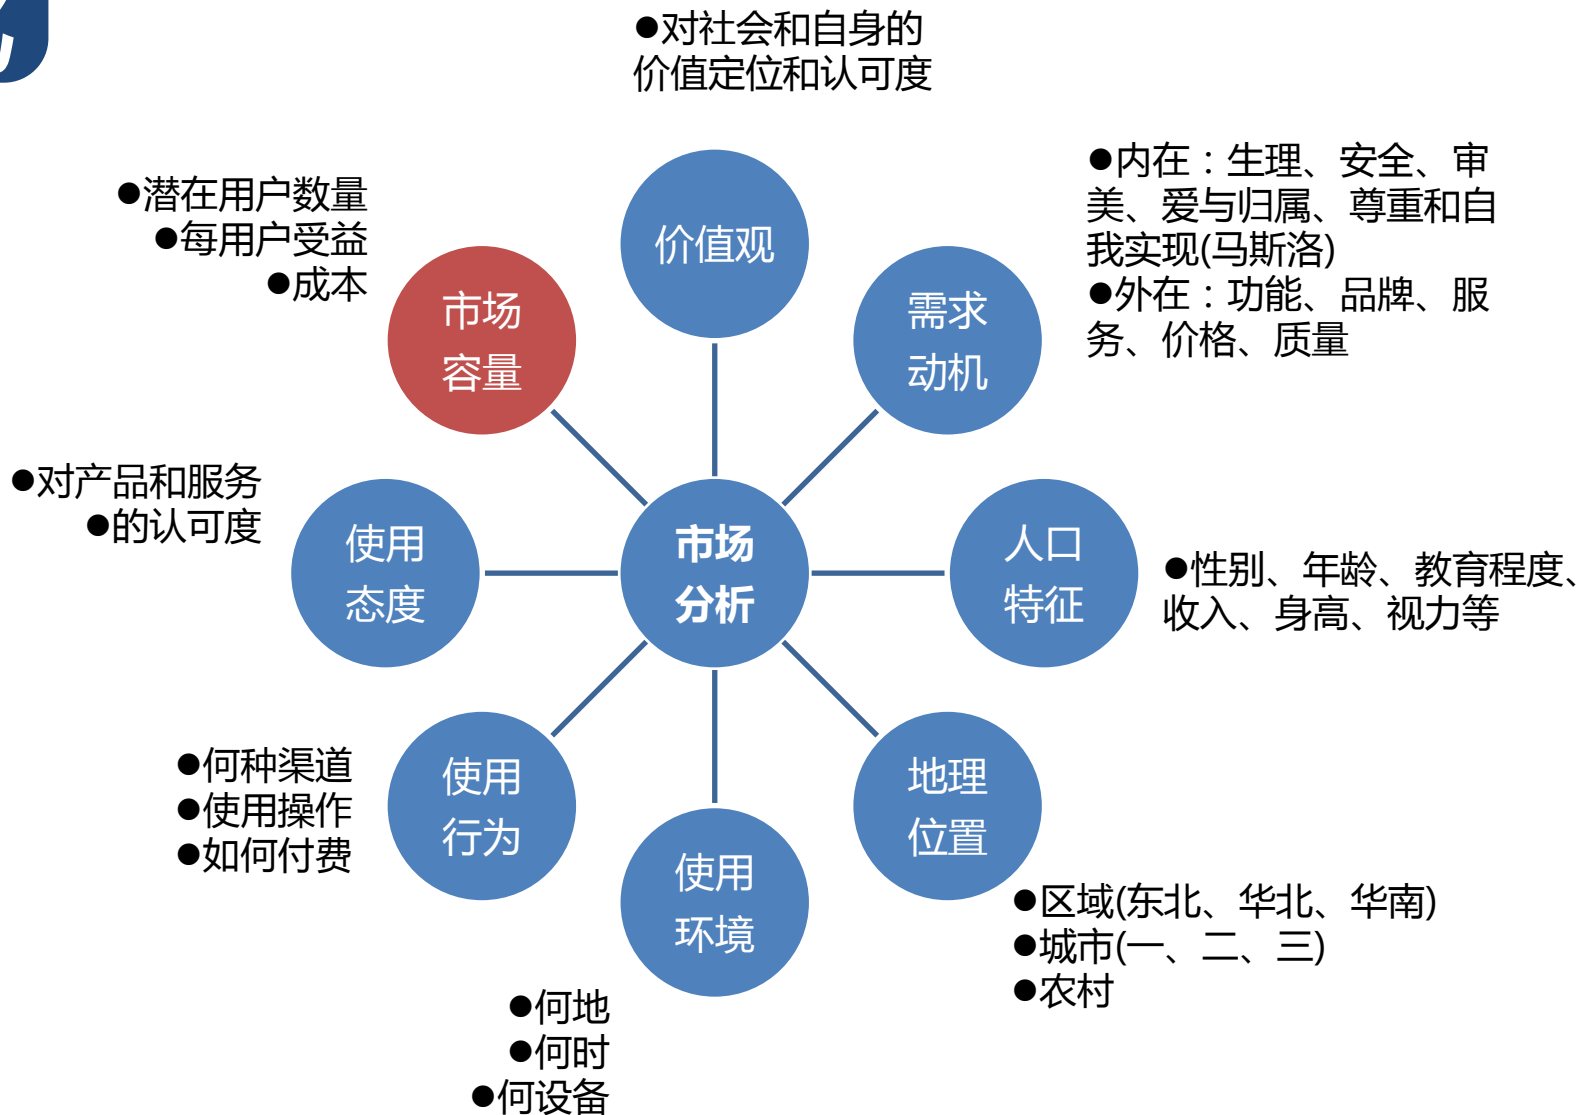 ●对社会和自身的
价值定位和认可度
●潜在用户数量
●每用户受益
●成本
价值观
●内在：生理、安全、审
美、爱与归属、尊重和自
我实现(马斯洛)
●外在：功能、品牌、服
务、价格、质量
市场
容量
需求
动机
●对产品和服务
●的认可度
使用
态度
市场
分析
人口
特征
●性别、年龄、教育程度、
收入、身高、视力等
●何种渠道
●使用操作
●如何付费
使用
行为
地理
位置
●区域(东北、华北、华南)
●城市(一、二、三)
●农村
使用
环境
●何地
●何时
●何设备